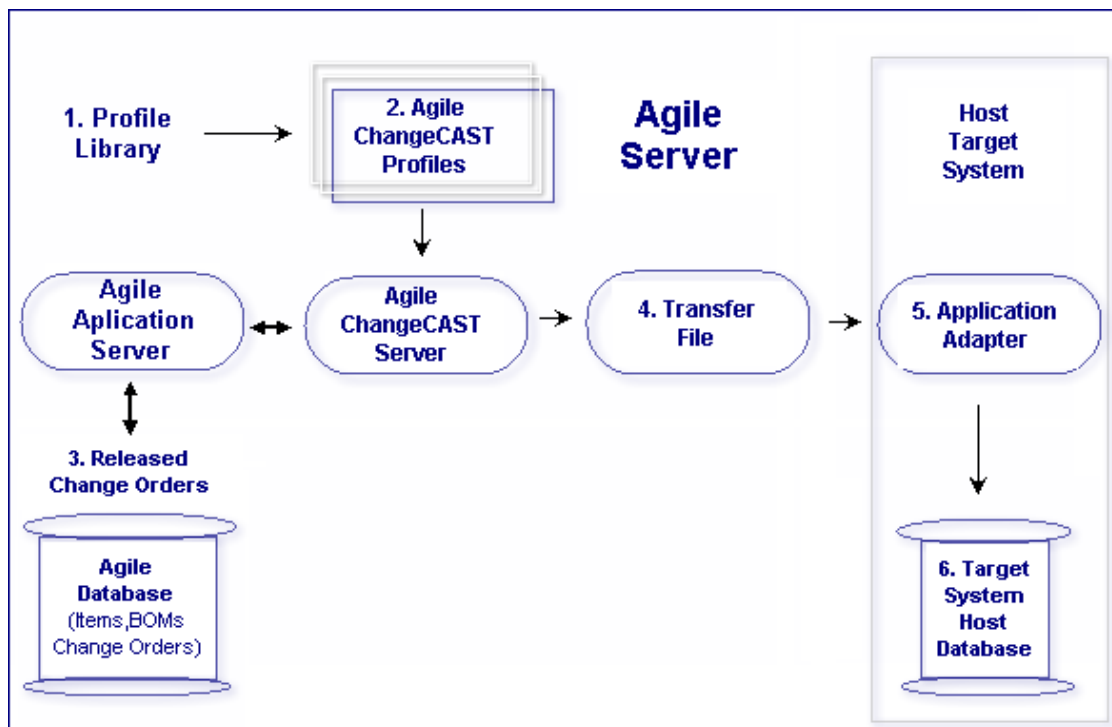 1. Profile
Library
2. Agile
ChangeCAST
Profiles
Agile
Server
Host
Target
System
Agile
Aplication
Server
Agile
ChangeCAST
Server
4. Transfer
File
5. Application
Adapter
3. Released
Change Orders
Agile
Database
(Items,BOMs
Change Orders)
6. Target
System
Host
Database